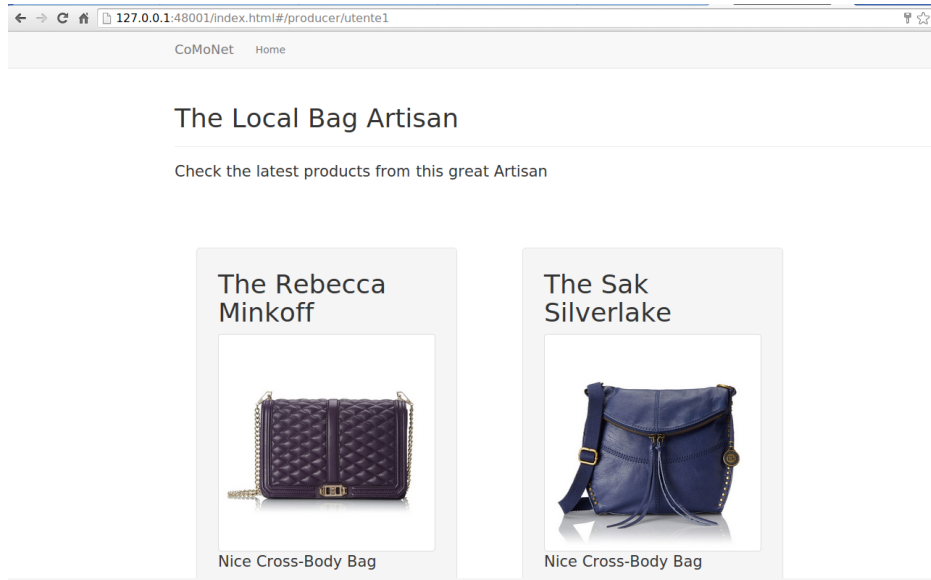 127.0.0.1:48001/index.html#/producer/utente1
CoMoNet Home
The Local Bag Artisan
Check the latest products from this great Artisan
The Rebecca
Minkoff
The Sak
Silverlake
Nice Cross-Body Bag
Nice Cross-Body Bag